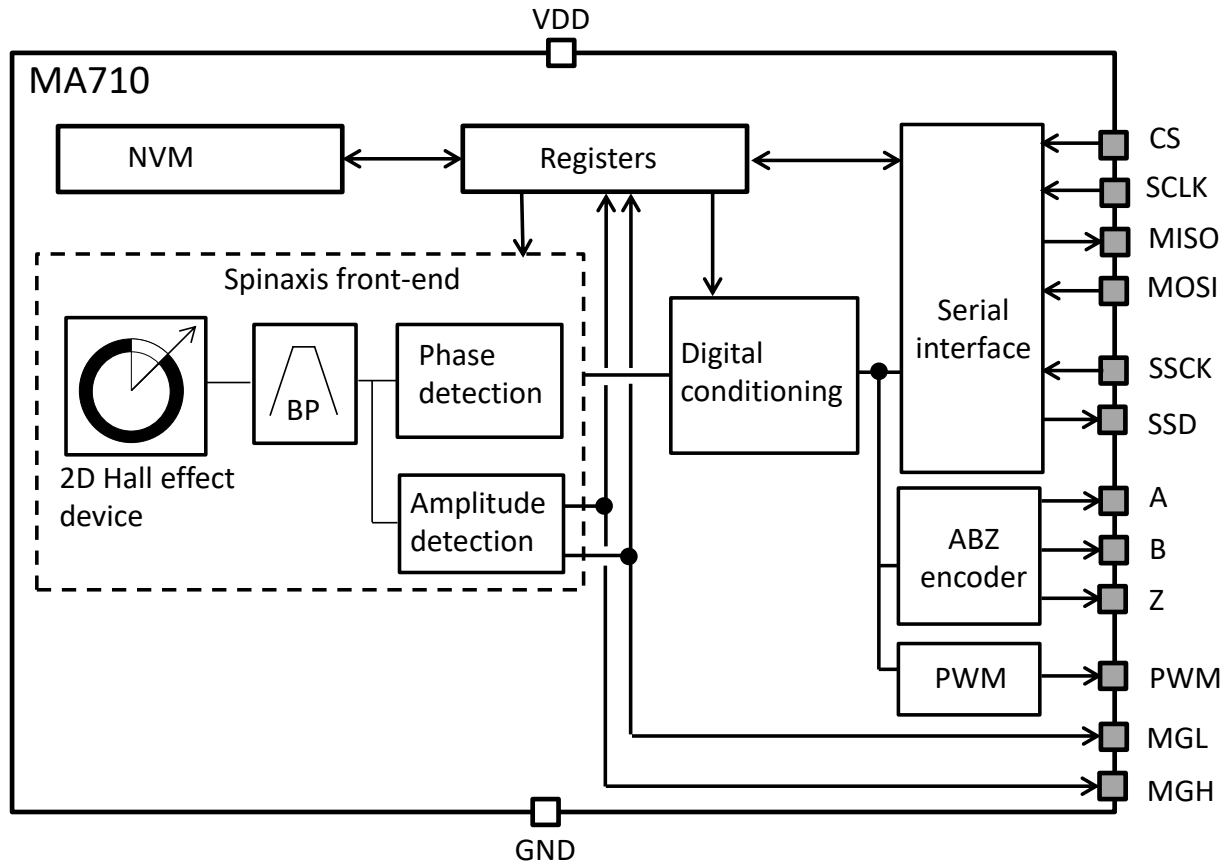 VDD
MA710
NVM
Registers
CS
SCLK
MISO
MOSI
SSCK
SSD
Serial
interface
Spinaxis front-end
Phase
detection
BP
2D Hall effect
device
Amplitude
detection
Digital
conditioning
ABZ
encoder
A
B
Z
PWM
PWM
MGL
MGH
GND